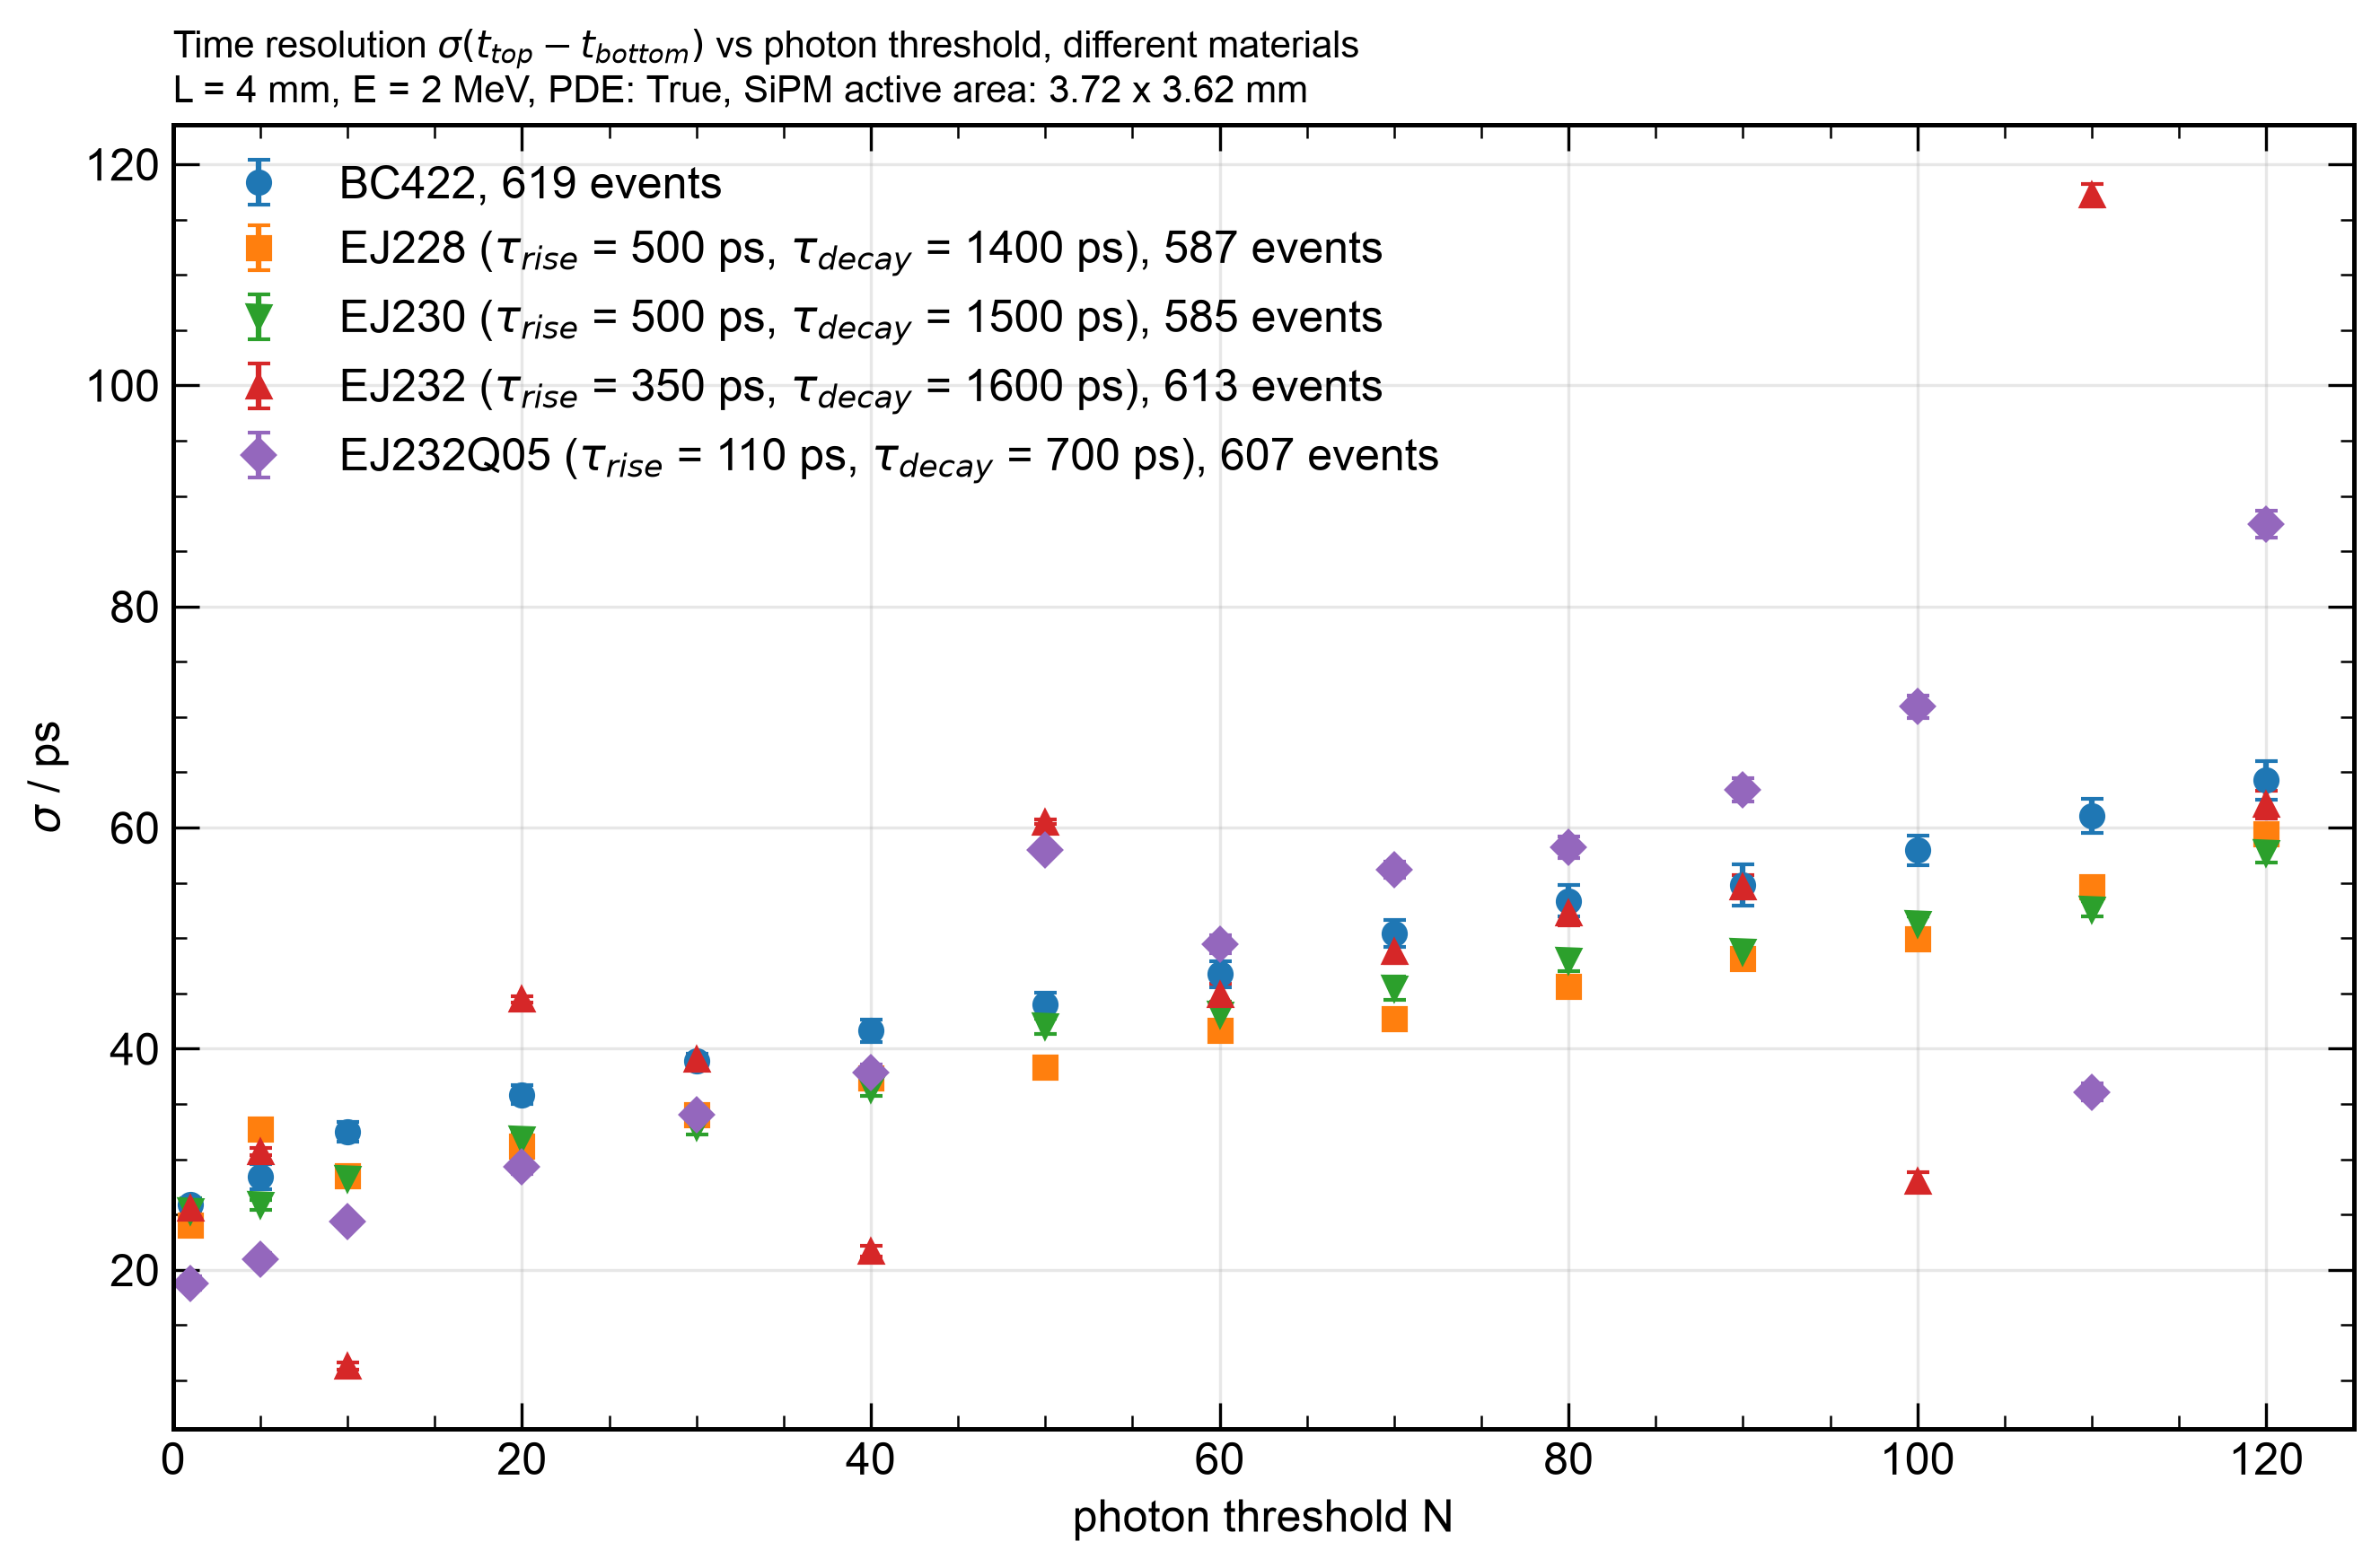 Time resolution σ(t_top − t_bottom) vs photon threshold, different materials
L = 4 mm, E = 2 MeV, PDE: True, SiPM active area: 3.72 x 3.62 mm
BC422, 619 events
EJ228 (τ_rise = 500 ps, τ_decay = 1400 ps), 587 events
EJ230 (τ_rise = 500 ps, τ_decay = 1500 ps), 585 events
EJ232 (τ_rise = 350 ps, τ_decay = 1600 ps), 613 events
EJ232Q05 (τ_rise = 110 ps, τ_decay = 700 ps), 607 events
120
100
80
60
40
20
σ / ps
0 20 40 60 80 100 120
photon threshold N